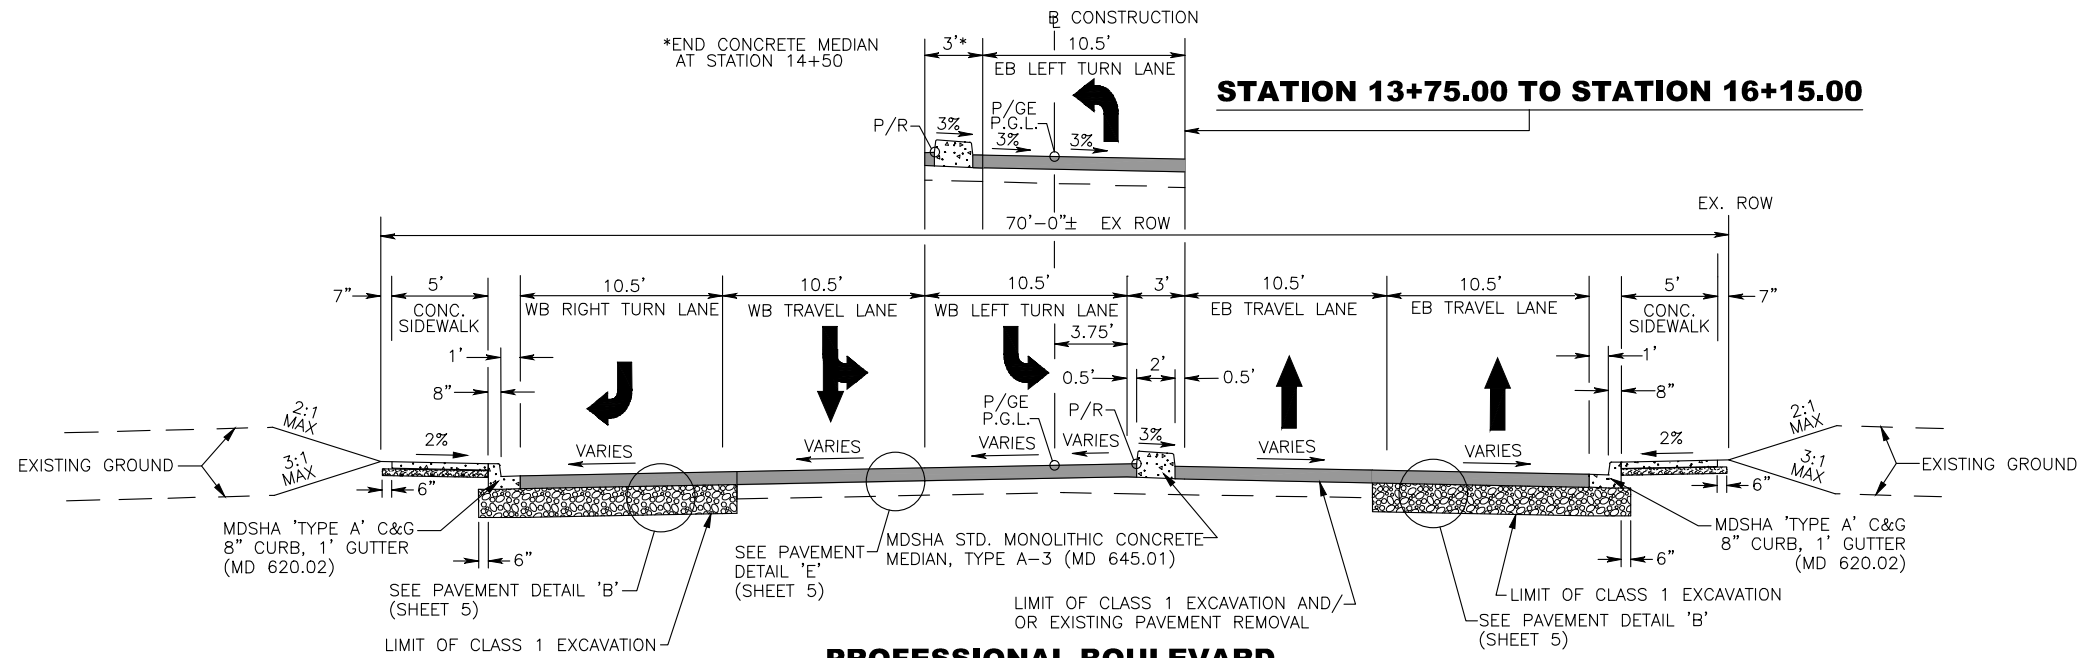 ℄ CONSTRUCTION
*END CONCRETE MEDIAN
AT STATION 14+50
3'*
10.5'
EB LEFT TURN LANE
STATION 13+75.00 TO STATION 16+15.00
P/GE
P.G.L.
P/R
3%
3%
3%
EX. ROW
70'-0"± EX ROW
7"
5'
CONC.
SIDEWALK
10.5'
WB RIGHT TURN LANE
10.5'
WB TRAVEL LANE
10.5'
WB LEFT TURN LANE
3'
10.5'
EB TRAVEL LANE
10.5'
EB TRAVEL LANE
5'
CONC.
SIDEWALK
7"
3.75'
1'
1'
8"
0.5'
2'
0.5'
8"
P/GE
P.G.L.
P/R
2:1
MAX
2%
VARIES
VARIES
VARIES
VARIES
3%
VARIES
VARIES
2%
2:1
MAX
EXISTING GROUND
3:1
MAX
3:1
MAX
EXISTING GROUND
6"
6"
MDSHA 'TYPE A' C&G
8" CURB, 1' GUTTER
(MD 620.02)
6"
SEE PAVEMENT DETAIL 'B'
(SHEET 5)
LIMIT OF CLASS 1 EXCAVATION
SEE PAVEMENT
DETAIL 'E'
(SHEET 5)
MDSHA STD. MONOLITHIC CONCRETE
MEDIAN, TYPE A-3 (MD 645.01)
LIMIT OF CLASS 1 EXCAVATION AND/
OR EXISTING PAVEMENT REMOVAL
6"
MDSHA 'TYPE A' C&G
8" CURB, 1' GUTTER
(MD 620.02)
LIMIT OF CLASS 1 EXCAVATION
SEE PAVEMENT DETAIL 'B'
(SHEET 5)
PROFESSIONAL BOULEVARD